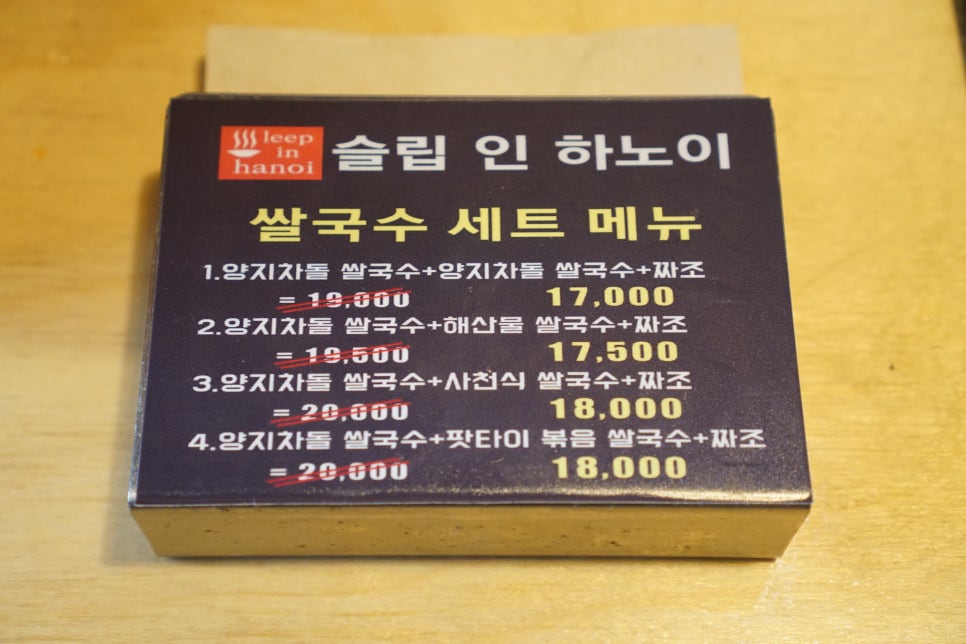 leep
in
hanoi
슬립 인 하노이
쌀국수 세트 메뉴
1.양지차돌 쌀국수+양지차돌 쌀국수+짜조
= 19,000 17,000
2.양지차돌 쌀국수+해산물 쌀국수+짜조
= 19,500 17,500
3.양지차돌 쌀국수+사천식 쌀국수+짜조
= 20,000 18,000
4.양지차돌 쌀국수+팟타이 볶음 쌀국수+짜조
= 20,000 18,000